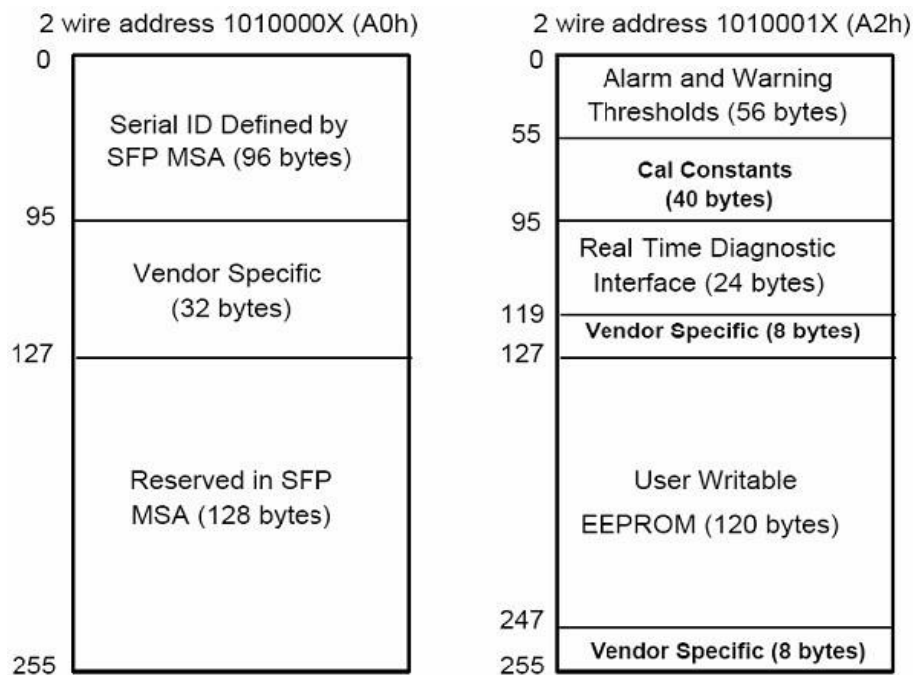 2 wire address 1010000X (A0h)
0
Serial ID Defined by
SFP MSA (96 bytes)
95
Vendor Specific
(32 bytes)
127
Reserved in SFP
MSA (128 bytes)
255
2 wire address 1010001X (A2h)
0
Alarm and Warning
Thresholds (56 bytes)
55
Cal Constants
(40 bytes)
95
Real Time Diagnostic
Interface (24 bytes)
119
Vendor Specific (8 bytes)
127
User Writable
EEPROM (120 bytes)
247
Vendor Specific (8 bytes)
255